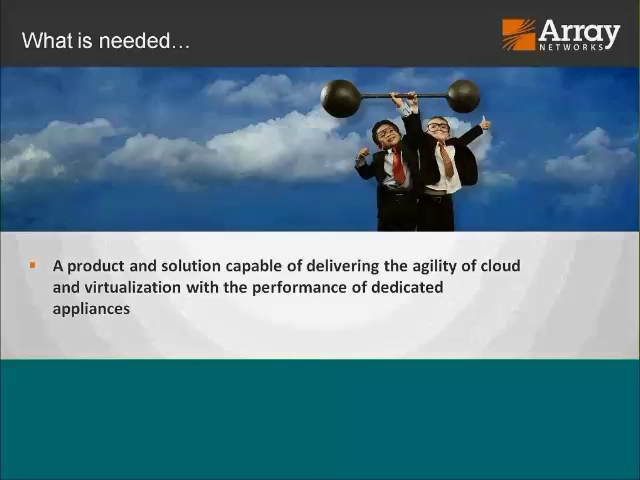 What is needed...
Array
NETWORKS
A product and solution capable of delivering the agility of cloud
and virtualization with the performance of dedicated
appliances